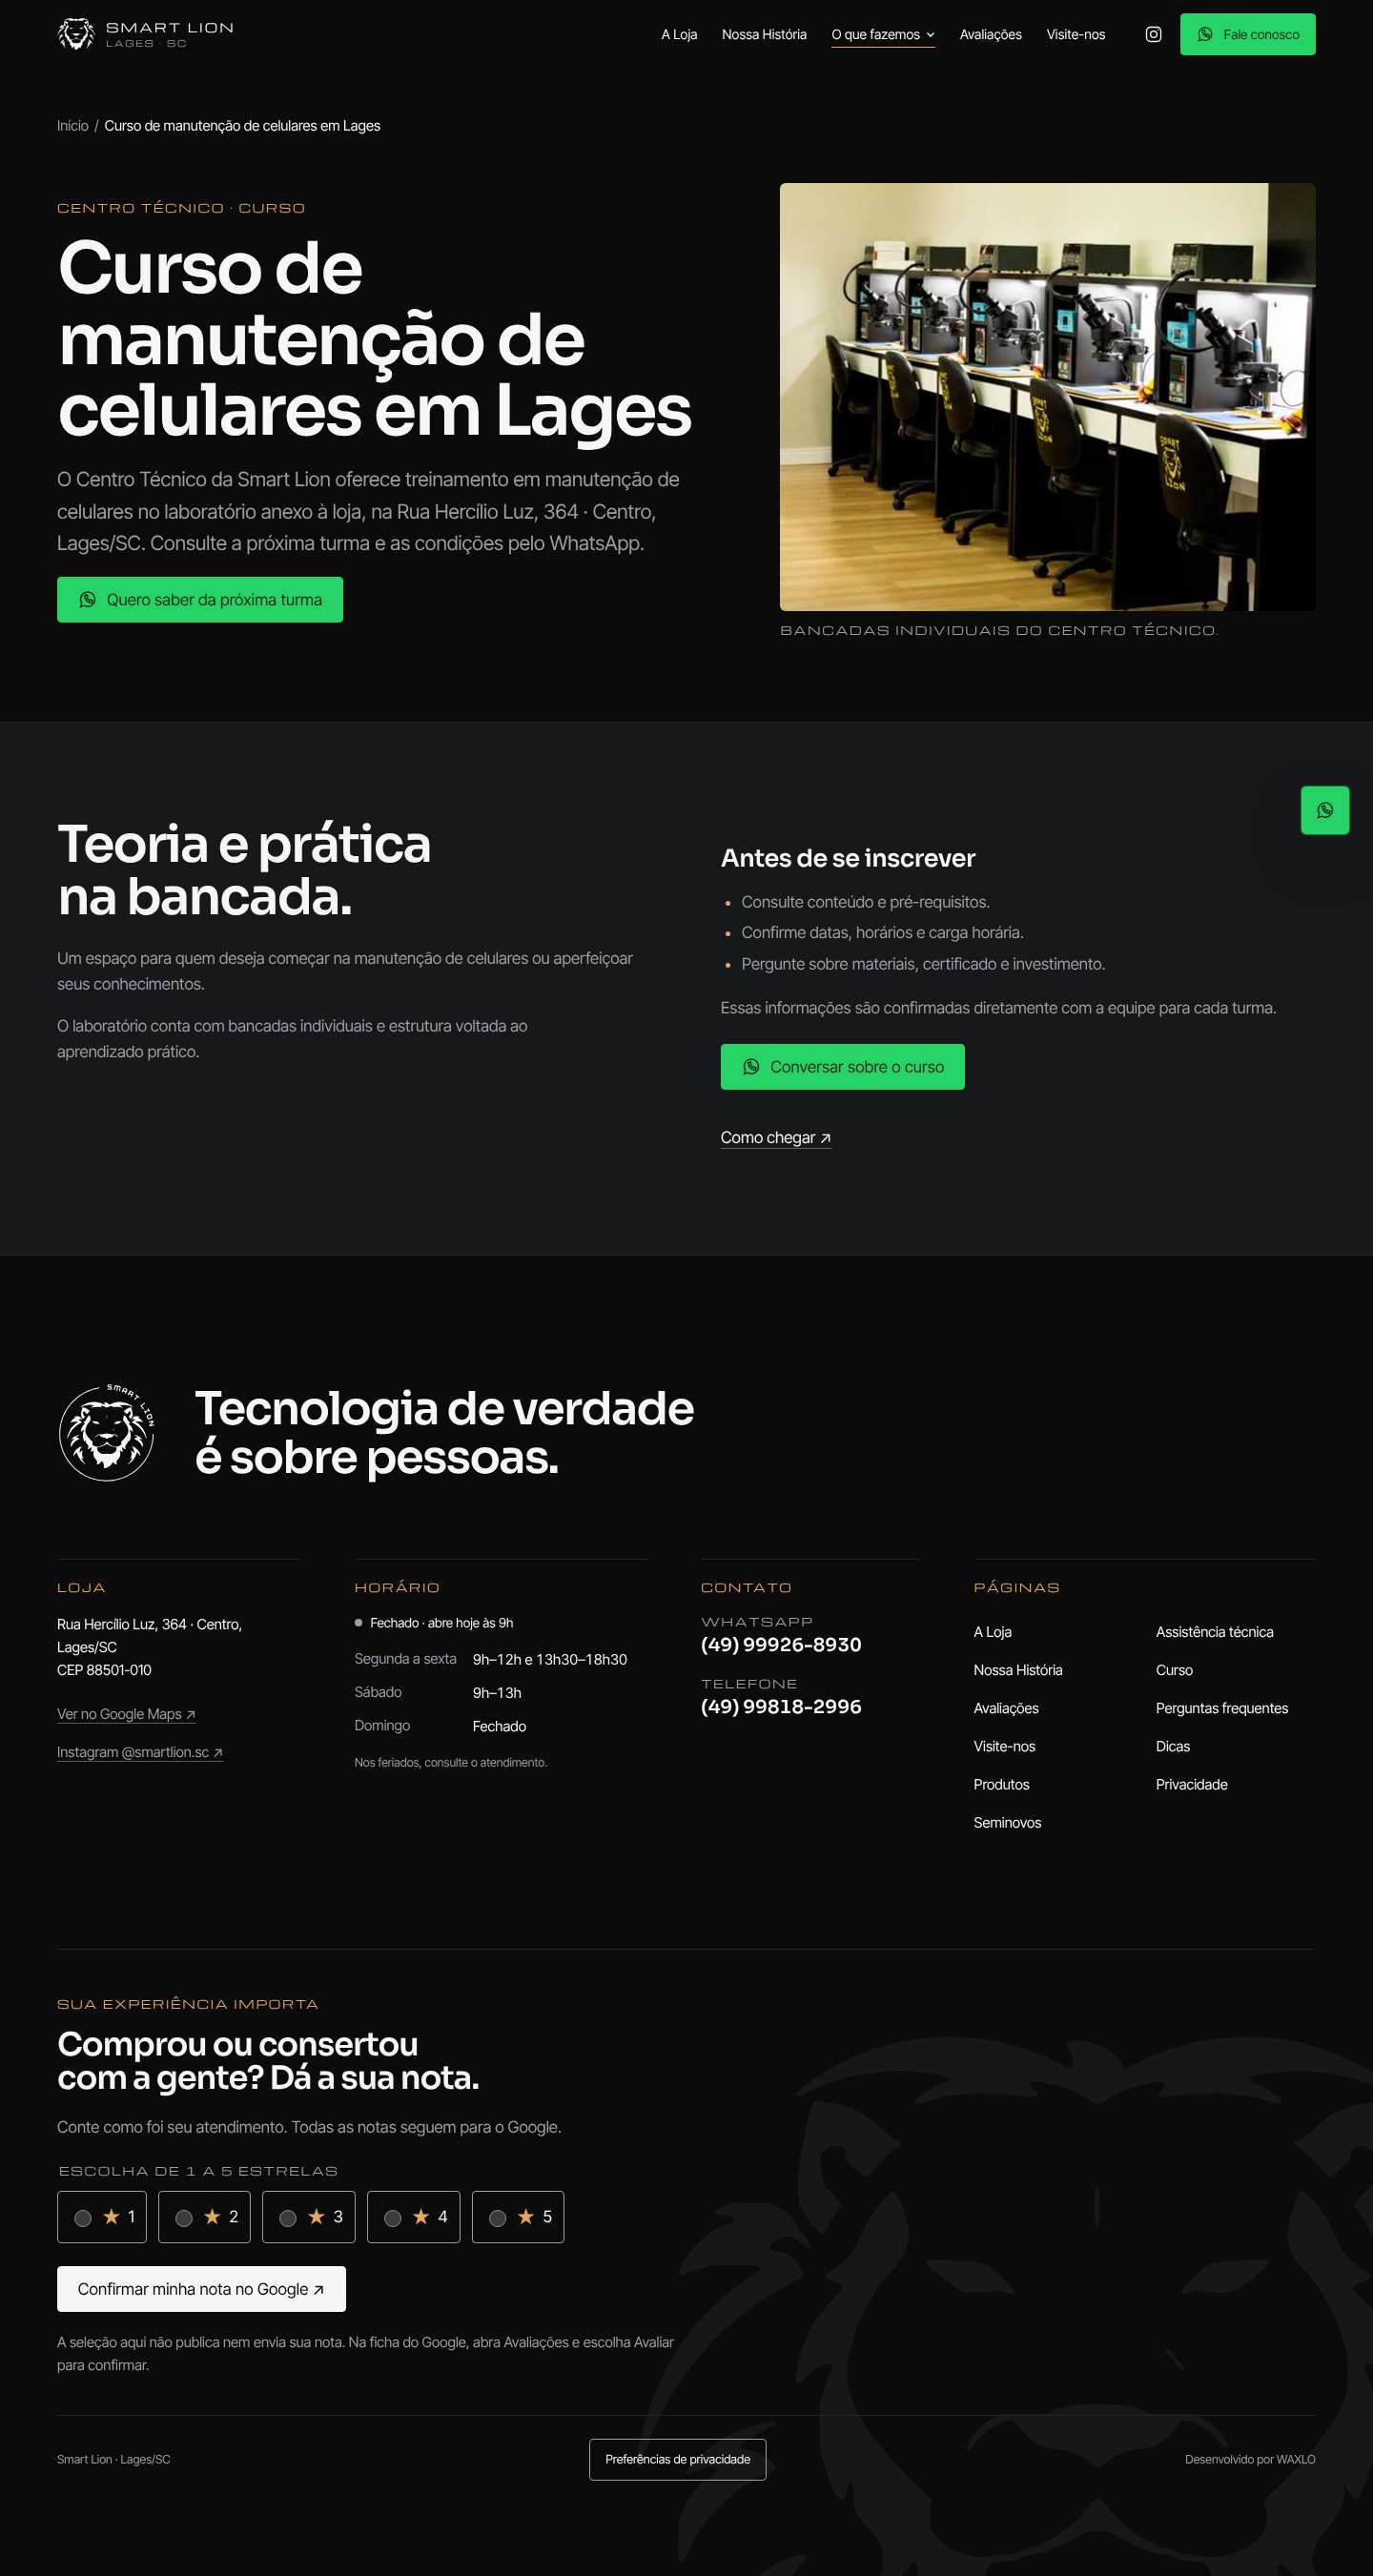 SMART LION
LAGES · SC
A Loja
Nossa História
O que fazemos
Avaliações
Visite-nos
Fale conosco
Início / Curso de manutenção de celulares em Lages
CENTRO TÉCNICO · CURSO
Curso de
manutenção de
celulares em Lages
O Centro Técnico da Smart Lion oferece treinamento em manutenção de
celulares no laboratório anexo à loja, na Rua Hercílio Luz, 364 · Centro,
Lages/SC. Consulte a próxima turma e as condições pelo WhatsApp.
Quero saber da próxima turma
SMART
LION
SMART
LION
BANCADAS INDIVIDUAIS DO CENTRO TÉCNICO.
Teoria e prática
na bancada.
Um espaço para quem deseja começar na manutenção de celulares ou aperfeiçoar
seus conhecimentos.
O laboratório conta com bancadas individuais e estrutura voltada ao
aprendizado prático.
Antes de se inscrever
Consulte conteúdo e pré-requisitos.
Confirme datas, horários e carga horária.
Pergunte sobre materiais, certificado e investimento.
Essas informações são confirmadas diretamente com a equipe para cada turma.
Conversar sobre o curso
Como chegar ↗
SMART LION
Tecnologia de verdade
é sobre pessoas.
LOJA
Rua Hercílio Luz, 364 · Centro,
Lages/SC
CEP 88501-010
Ver no Google Maps ↗
Instagram @smartlion.sc ↗
HORÁRIO
Fechado · abre hoje às 9h
Segunda a sexta 9h–12h e 13h30–18h30
Sábado 9h–13h
Domingo Fechado
Nos feriados, consulte o atendimento.
CONTATO
WHATSAPP
(49) 99926-8930
TELEFONE
(49) 99818-2996
PÁGINAS
A Loja
Nossa História
Avaliações
Visite-nos
Produtos
Seminovos
Assistência técnica
Curso
Perguntas frequentes
Dicas
Privacidade
SUA EXPERIÊNCIA IMPORTA
Comprou ou consertou
com a gente? Dá a sua nota.
Conte como foi seu atendimento. Todas as notas seguem para o Google.
ESCOLHA DE 1 A 5 ESTRELAS
★ 1 ★ 2 ★ 3 ★ 4 ★ 5
Confirmar minha nota no Google ↗
A seleção aqui não publica nem envia sua nota. Na ficha do Google, abra Avaliações e escolha Avaliar
para confirmar.
Smart Lion · Lages/SC
Preferências de privacidade
Desenvolvido por WAXLO